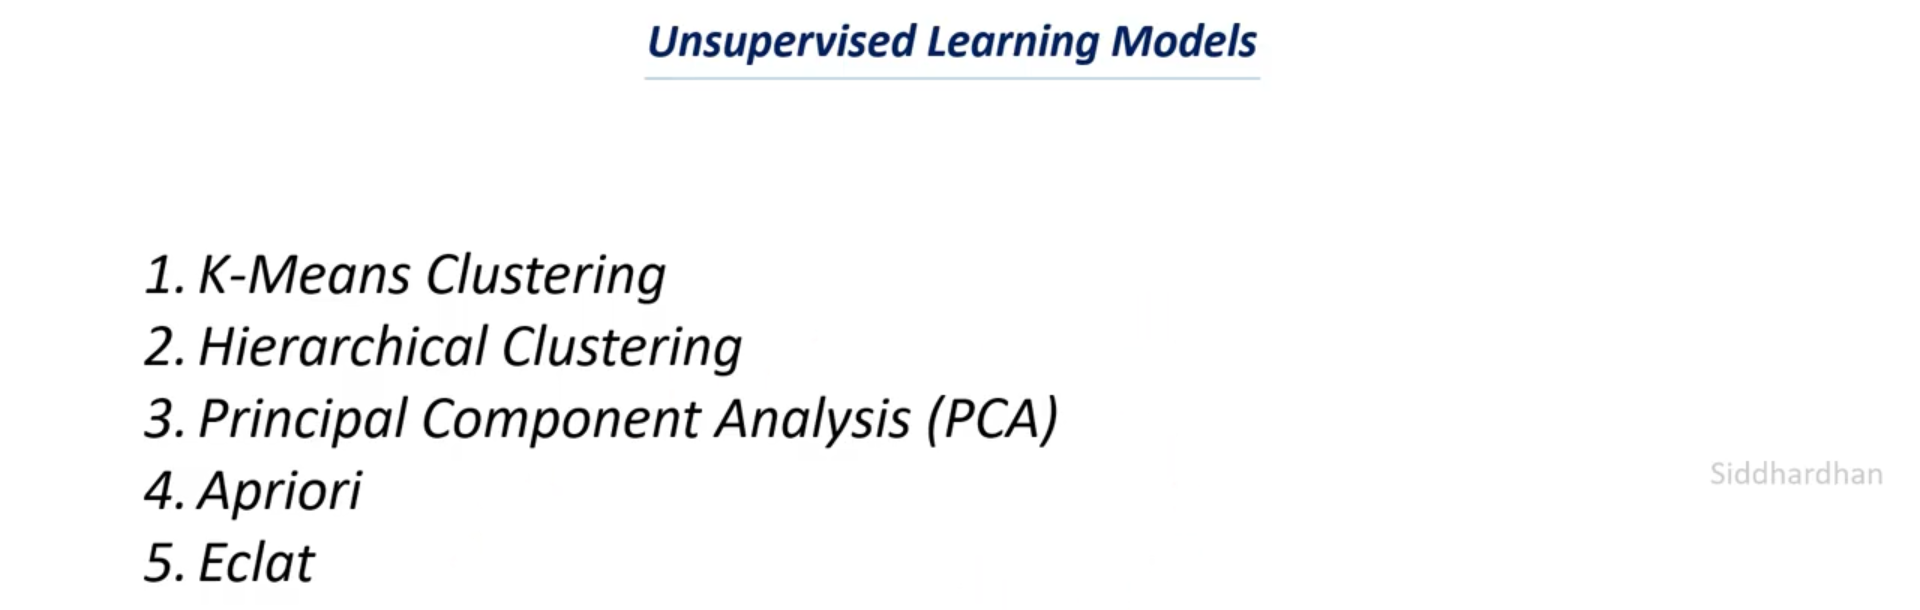 Unsupervised Learning Models
1. K-Means Clustering
2. Hierarchical Clustering
3. Principal Component Analysis (PCA)
4. Apriori
5. Eclat
Siddhardhan